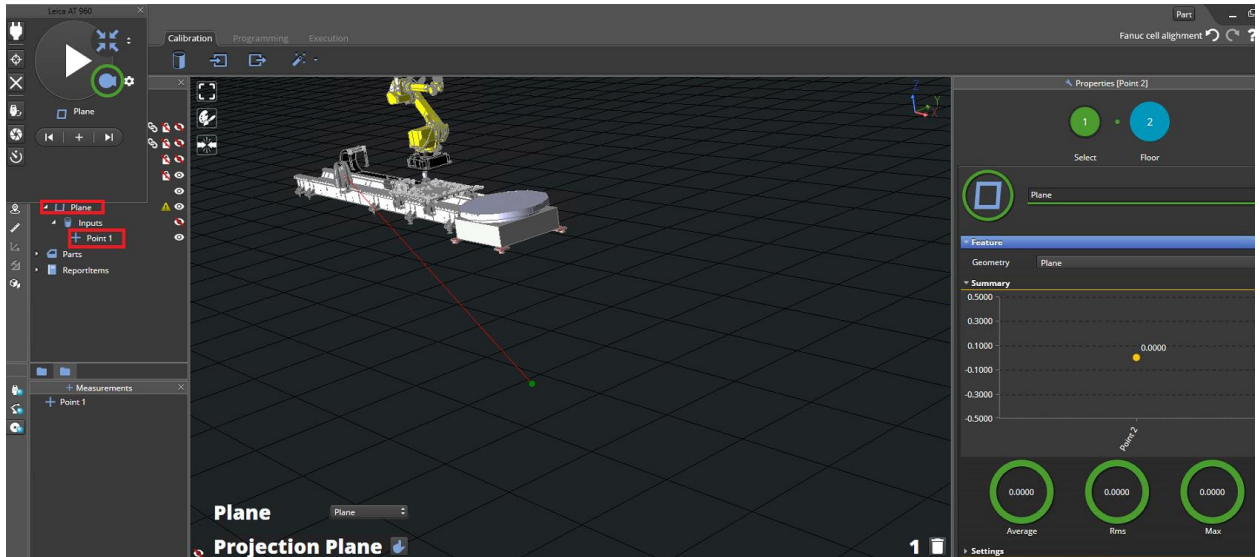 Leica AT 960
Part
Calibration Programming Execution
Fanuc cell alighment
Plane
Plane
Inputs
Point 1
Parts
ReportItems
Measurements
Point 1
Z
Y
X
Plane
Plane
Projection Plane
1
Properties [Point 2]
1
2
Select
Floor
Plane
Feature
Geometry
Plane
Summary
0.5000
0.3000
0.1000
-0.1000
-0.3000
-0.5000
0.0000
Point 2
0.0000
0.0000
0.0000
Average
Rms
Max
Settings